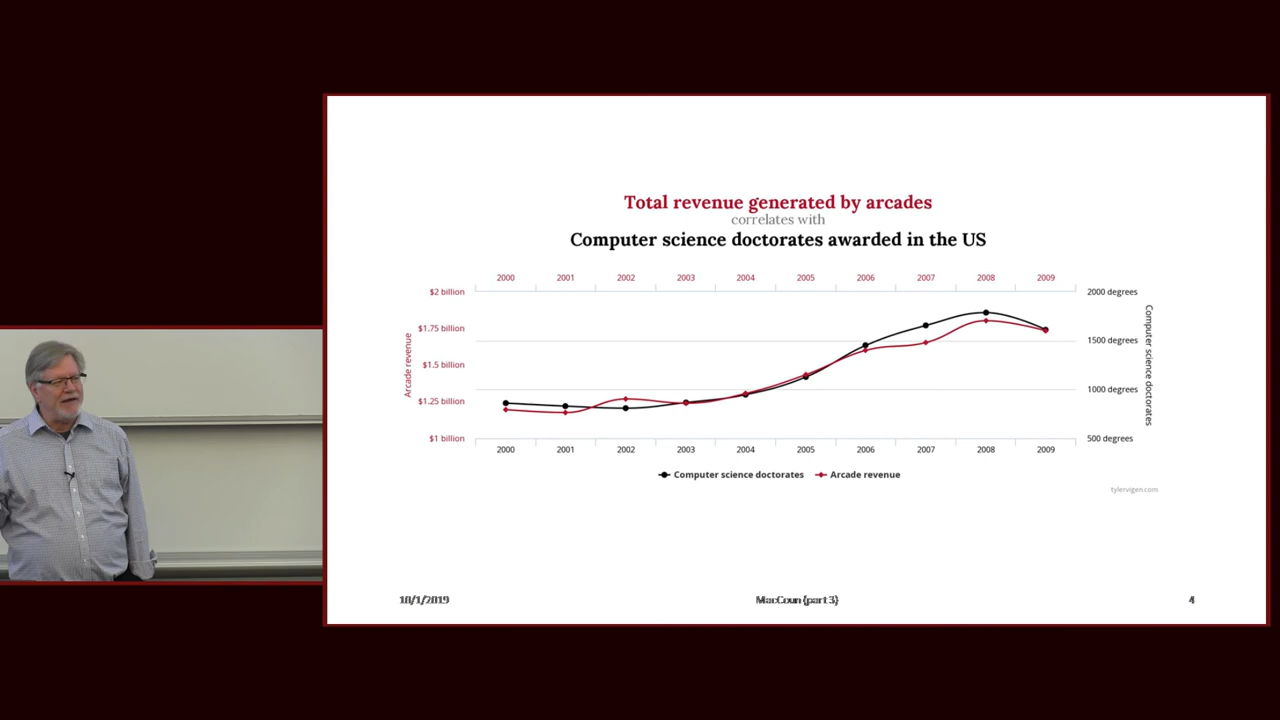 Total revenue generated by arcades
correlates with
Computer science doctorates awarded in the US
2000 2001 2002 2003 2004 2005 2006 2007 2008 2009
$2 billion
$1.75 billion
$1.5 billion
$1.25 billion
$1 billion
Arcade revenue
2000 degrees
1500 degrees
1000 degrees
500 degrees
Computer science doctorates
2000 2001 2002 2003 2004 2005 2006 2007 2008 2009
Computer science doctorates Arcade revenue
tylervigen.com
10/1/2019 MacCoun (part 3) 4